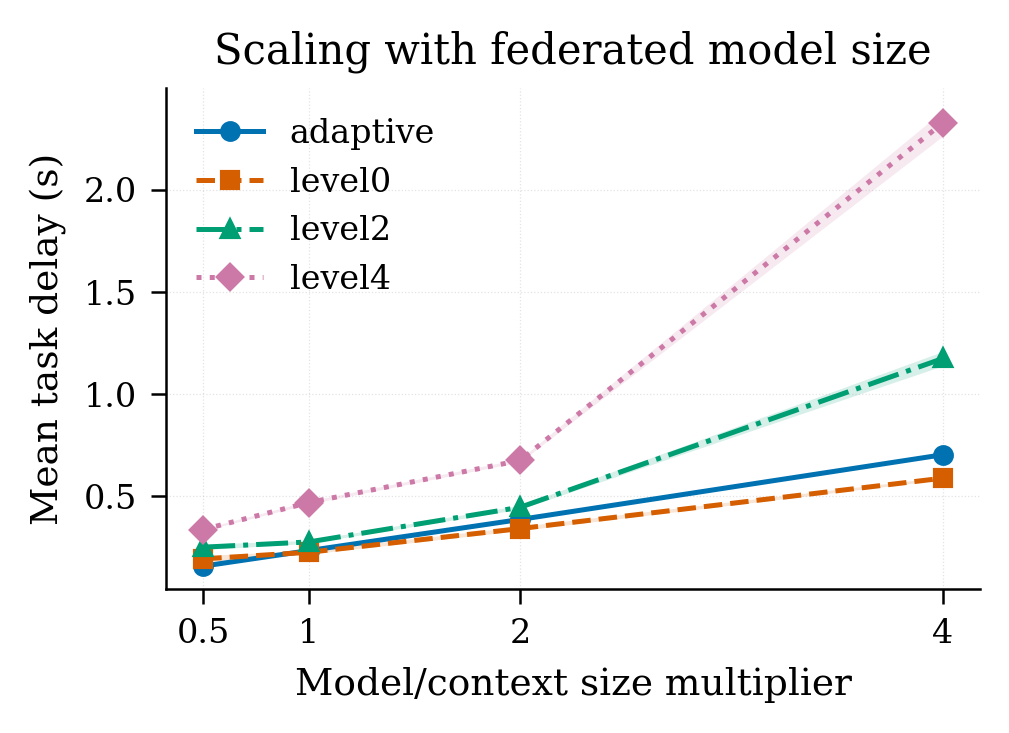 Scaling with federated model size
adaptive
level0
level2
level4
Mean task delay (s)
2.0
1.5
1.0
0.5
0.5 1 2 4
Model/context size multiplier